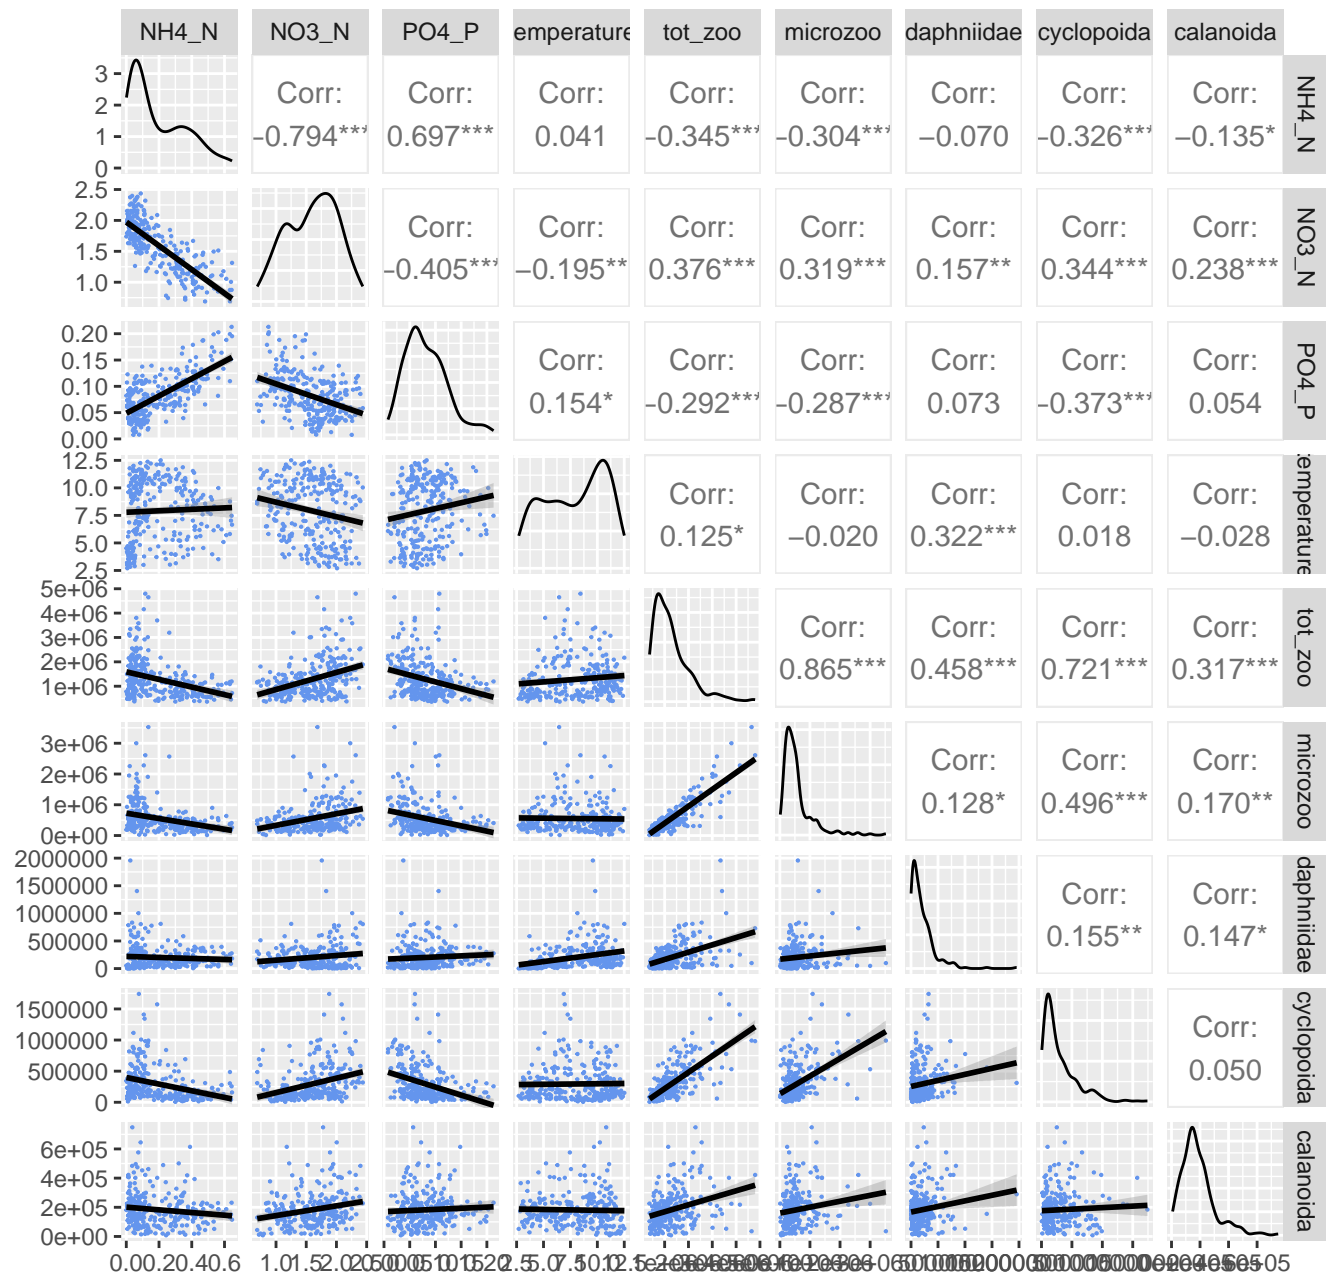 NH4_N NO3_N PO4_P emperature tot_zoo microzoo daphniidae cyclopoida calanoida
3
2
1
0
Corr: Corr: Corr: Corr: Corr: Corr: Corr: Corr:
−0.794*** 0.697*** 0.041 −0.345*** −0.304*** −0.070 −0.326*** −0.135*
NH4_N
2.5
2.0
1.5
1.0
Corr: Corr: Corr: Corr: Corr: Corr: Corr:
−0.405*** −0.195** 0.376*** 0.319*** 0.157** 0.344*** 0.238***
NO3_N
0.20
0.15
0.10
0.05
0.00
Corr: Corr: Corr: Corr: Corr: Corr:
0.154* −0.292*** −0.287*** 0.073 −0.373*** 0.054
PO4_P
12.5
10.0
7.5
5.0
2.5
Corr: Corr: Corr: Corr: Corr:
0.125* −0.020 0.322*** 0.018 −0.028
emperature
5e+06
4e+06
3e+06
2e+06
1e+06
Corr: Corr: Corr: Corr:
0.865*** 0.458*** 0.721*** 0.317***
tot_zoo
3e+06
2e+06
1e+06
0e+00
Corr: Corr: Corr:
0.128* 0.496*** 0.170**
microzoo
2000000
1500000
1000000
500000
0
Corr: Corr:
0.155** 0.147*
daphniidae
1500000
1000000
500000
0
Corr:
0.050
cyclopoida
6e+05
4e+05
2e+05
0e+00
calanoida
0.00.20.40.6 1.01.52.02.5